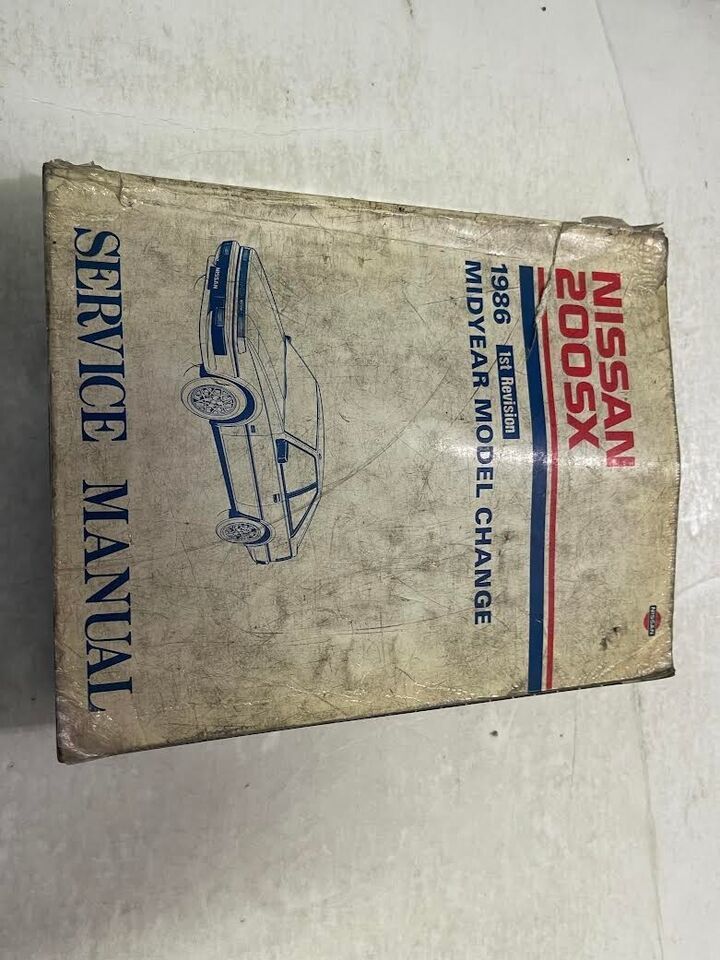 NISSAN
200SX
NISSAN
1986 1st Revision
MIDYEAR MODEL CHANGE
NISSAN
SERVICE MANUAL